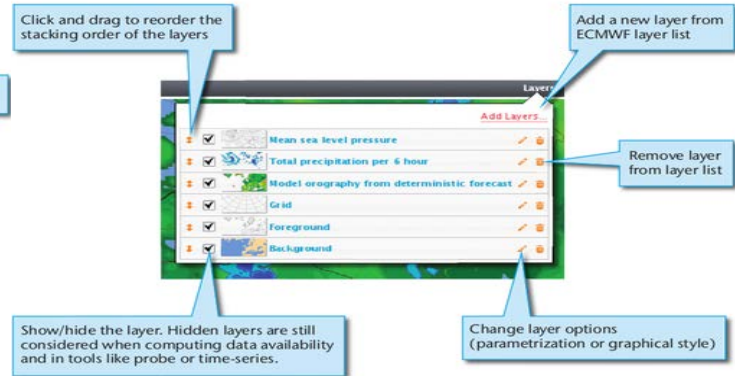 Click and drag to reorder the
stacking order of the layers
Add a new layer from
ECMWF layer list
Layers
Add Layers...
Mean sea level pressure
Total precipitation per 6 hour
Model orography from deterministic forecast
Grid
Foreground
Background
Remove layer
from layer list
Show/hide the layer. Hidden layers are still
considered when computing data availability
and in tools like probe or time-series.
Change layer options
(parametrization or graphical style)